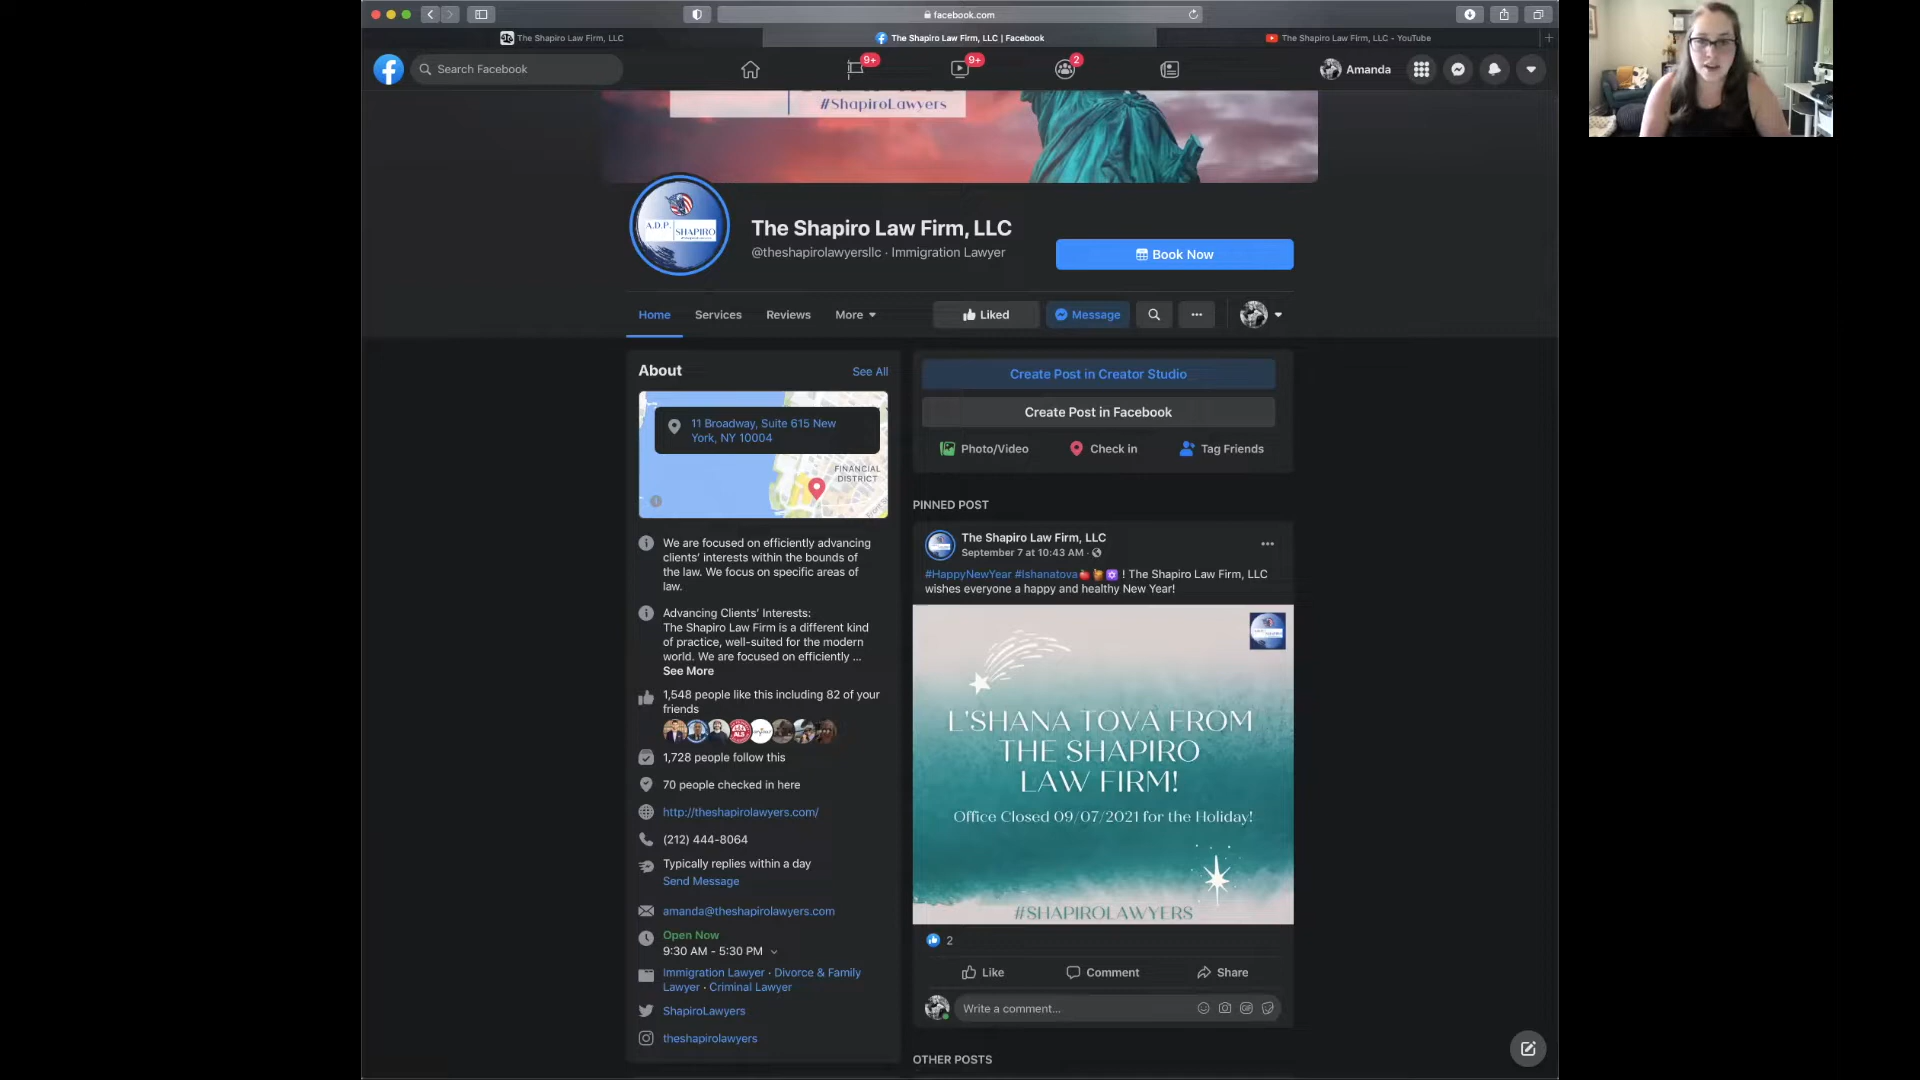 facebook.com
The Shapiro Law Firm, LLC
The Shapiro Law Firm, LLC | Facebook
The Shapiro Law Firm, LLC - YouTube
Search Facebook
9+
9+
2
Amanda
#ShapiroLawyers
A.D.P. SHAPIRO
The Shapiro Law Firm, LLC
@theshapirolawyersllc · Immigration Lawyer
Book Now
Home
Services
Reviews
More
Liked
Message
About
See All
11 Broadway, Suite 615 New
York, NY 10004
FINANCIAL
DISTRICT
Front St
We are focused on efficiently advancing
clients' interests within the bounds of
the law. We focus on specific areas of
law.
Advancing Clients' Interests:
The Shapiro Law Firm is a different kind
of practice, well-suited for the modern
world. We are focused on efficiently ...
See More
1,548 people like this including 82 of your
friends
1,728 people follow this
70 people checked in here
http://theshapirolawyers.com/
(212) 444-8064
Typically replies within a day
Send Message
amanda@theshapirolawyers.com
Open Now
9:30 AM - 5:30 PM
Immigration Lawyer · Divorce & Family
Lawyer · Criminal Lawyer
ShapiroLawyers
theshapirolawyers
Create Post in Creator Studio
Create Post in Facebook
Photo/Video
Check in
Tag Friends
PINNED POST
The Shapiro Law Firm, LLC
September 7 at 10:43 AM ·
#HappyNewYear #lshanatova🍎🍯✡️ ! The Shapiro Law Firm, LLC
wishes everyone a happy and healthy New Year!
L'SHANA TOVA FROM
THE SHAPIRO
LAW FIRM!
Office Closed 09/07/2021 for the Holiday!
#SHAPIROLAWYERS
2
Like
Comment
Share
Write a comment...
OTHER POSTS